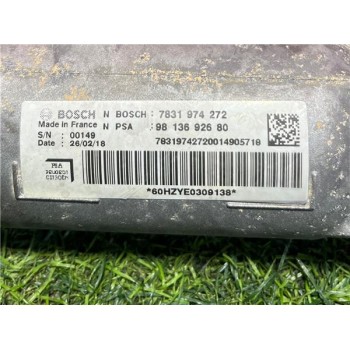 BOSCH N BOSCH: 7831 974 272
Made in France N PSA :98 136 926 80
S/N : 00149
Date : 26/02/18 78319742720014905718
*60HZYE0309138*